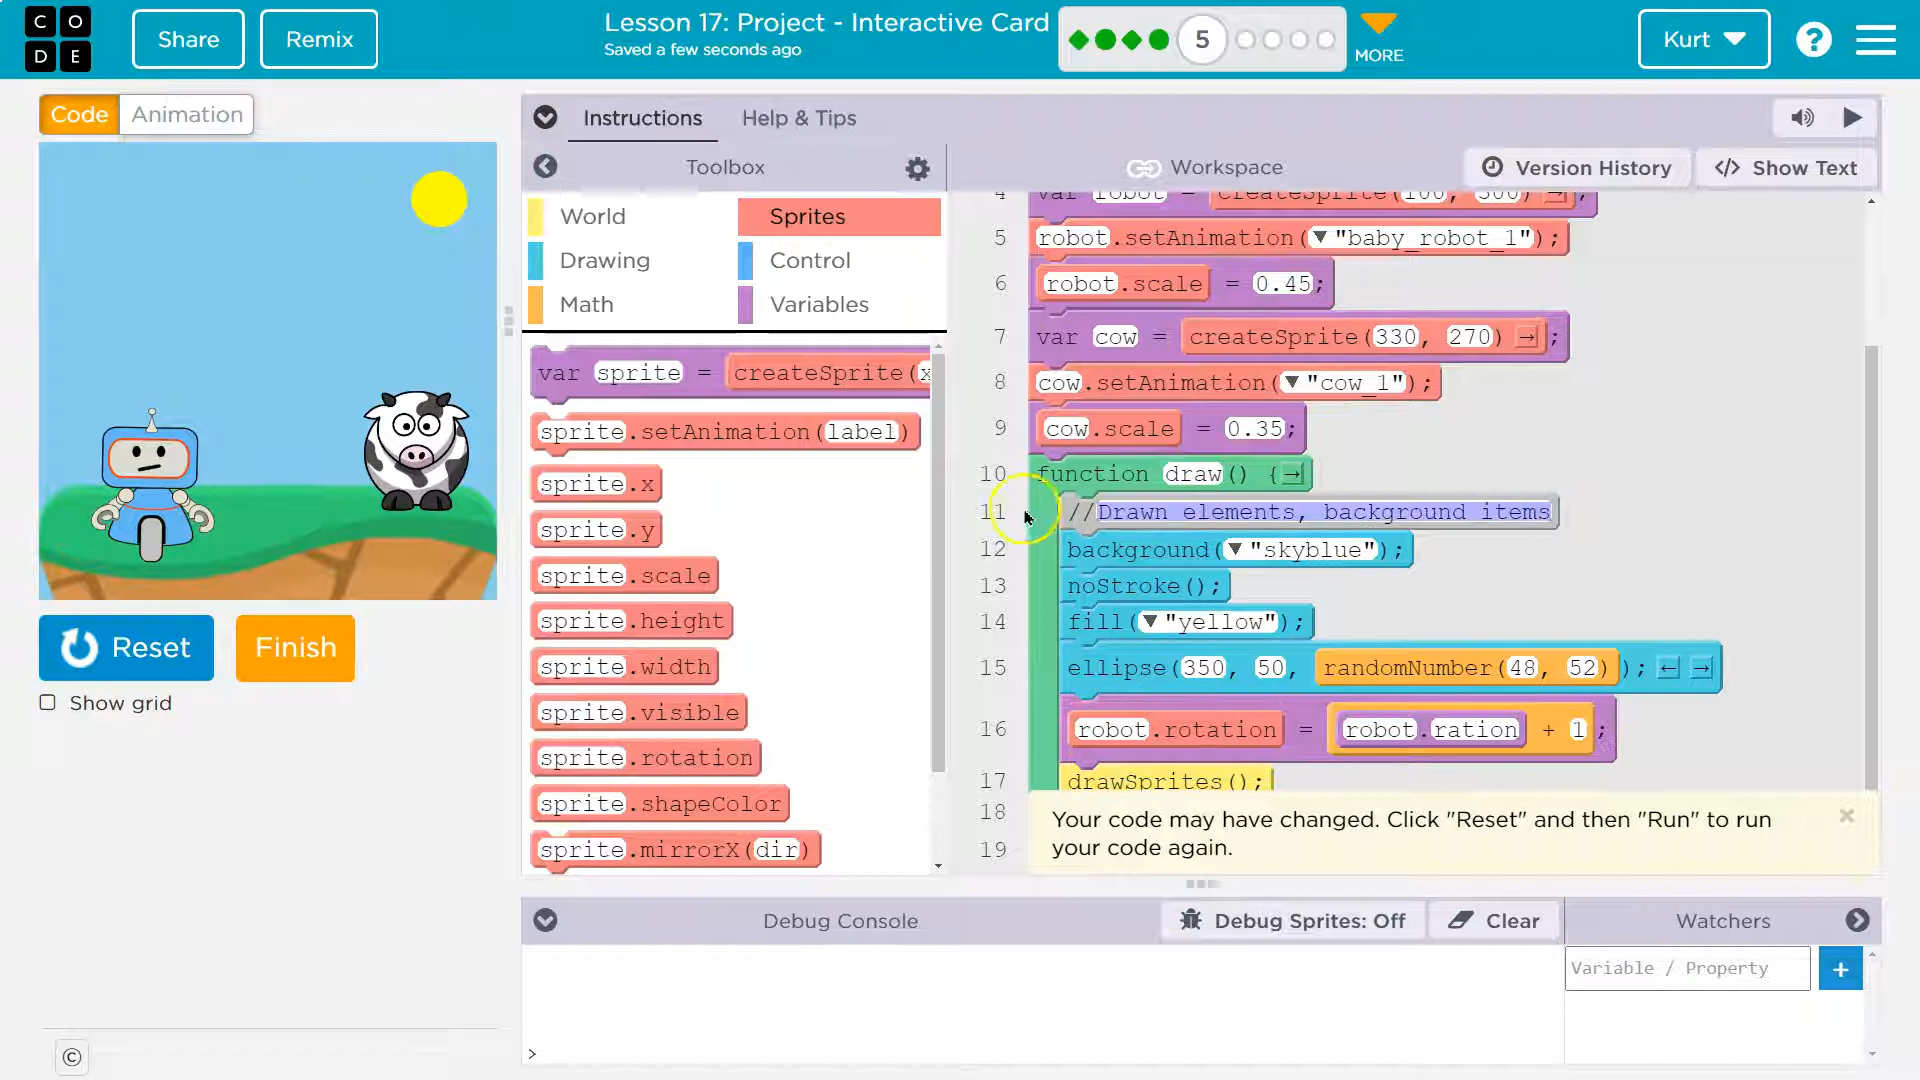 CODE
Share
Remix
Lesson 17: Project - Interactive Card
Saved a few seconds ago
5
MORE
Kurt
?
Code
Animation
Instructions
Help & Tips
Toolbox
Workspace
Version History
</> Show Text
World
Sprites
Drawing
Control
Math
Variables
var sprite = createSprite(x
sprite.setAnimation(label)
sprite.x
sprite.y
sprite.scale
sprite.height
sprite.width
sprite.visible
sprite.rotation
sprite.shapeColor
sprite.mirrorX(dir)
4 var robot = createSprite(100, 300) → ;
5 robot.setAnimation(▼"baby_robot_1");
6 robot.scale = 0.45;
7 var cow = createSprite(330, 270) → ;
8 cow.setAnimation(▼"cow_1");
9 cow.scale = 0.35;
10 function draw() { →
11 //Drawn elements, background items
12 background(▼"skyblue");
13 noStroke();
14 fill(▼"yellow");
15 ellipse(350, 50, randomNumber(48, 52)); ← →
16 robot.rotation = robot.ration + 1;
17 drawSprites();
18
19
Your code may have changed. Click "Reset" and then "Run" to run
your code again.
×
Reset
Finish
Show grid
Debug Console
Debug Sprites: Off
Clear
Watchers
Variable / Property
+
>
©